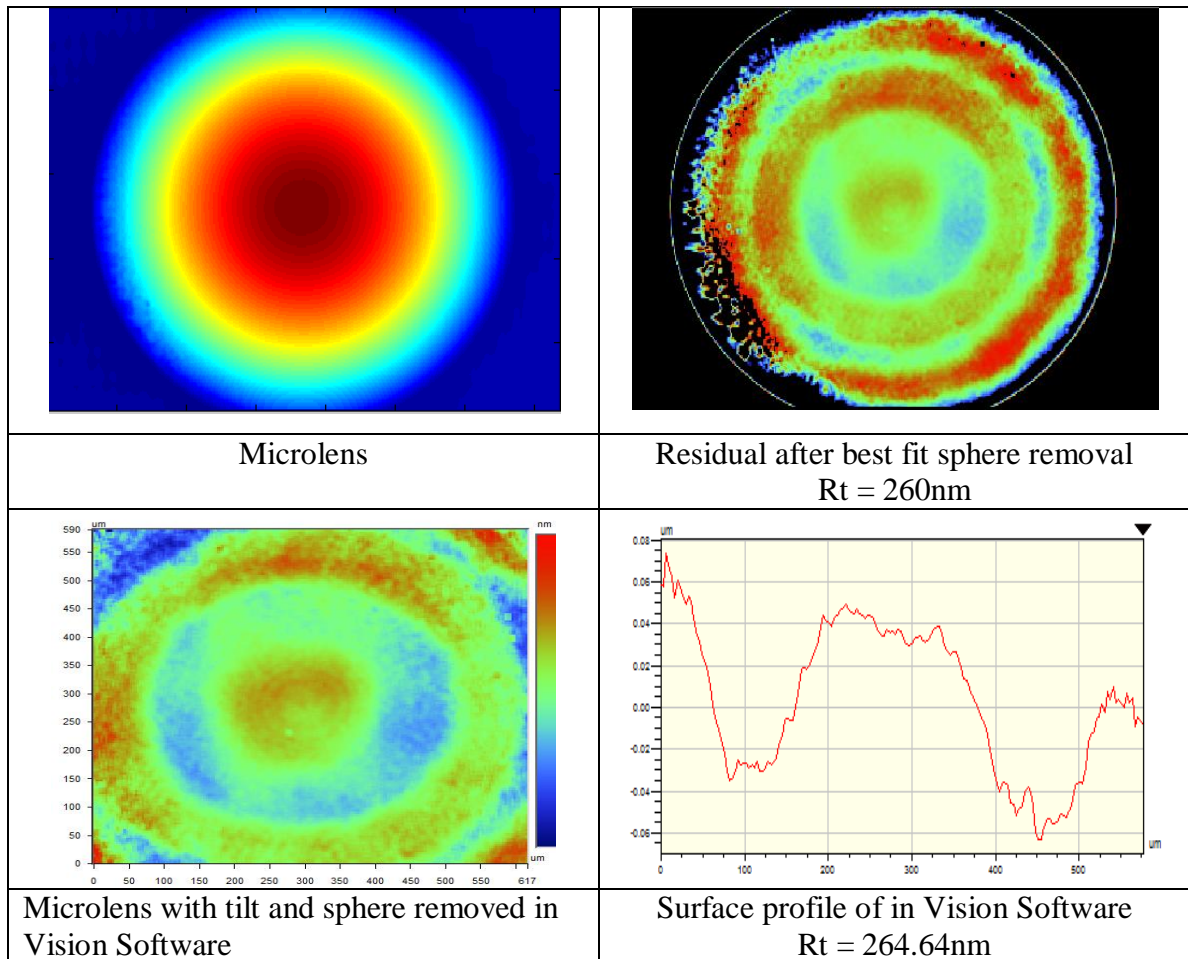 Microlens
Residual after best fit sphere removal
Rt = 260nm
um
nm
590
550
500
450
400
350
300
250
200
150
100
50
0
um
0 50 100 150 200 250 300 350 400 450 500 550 617
um
0.08
0.06
0.04
0.02
0.00
-0.02
-0.04
-0.06
um
0 100 200 300 400 500
Microlens with tilt and sphere removed in
Vision Software
Surface profile of in Vision Software
Rt = 264.64nm